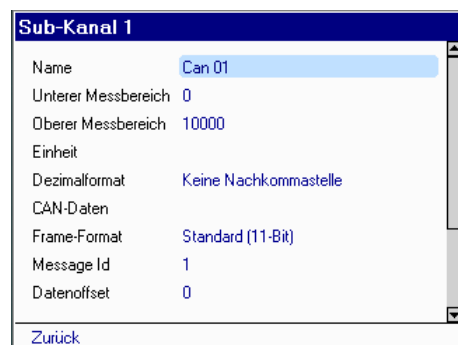 Sub-Kanal 1
Name Can 01
Unterer Messbereich 0
Oberer Messbereich 10000
Einheit
Dezimalformat Keine Nachkommastelle
CAN-Daten
Frame-Format Standard (11-Bit)
Message Id 1
Datenoffset 0
Zurück